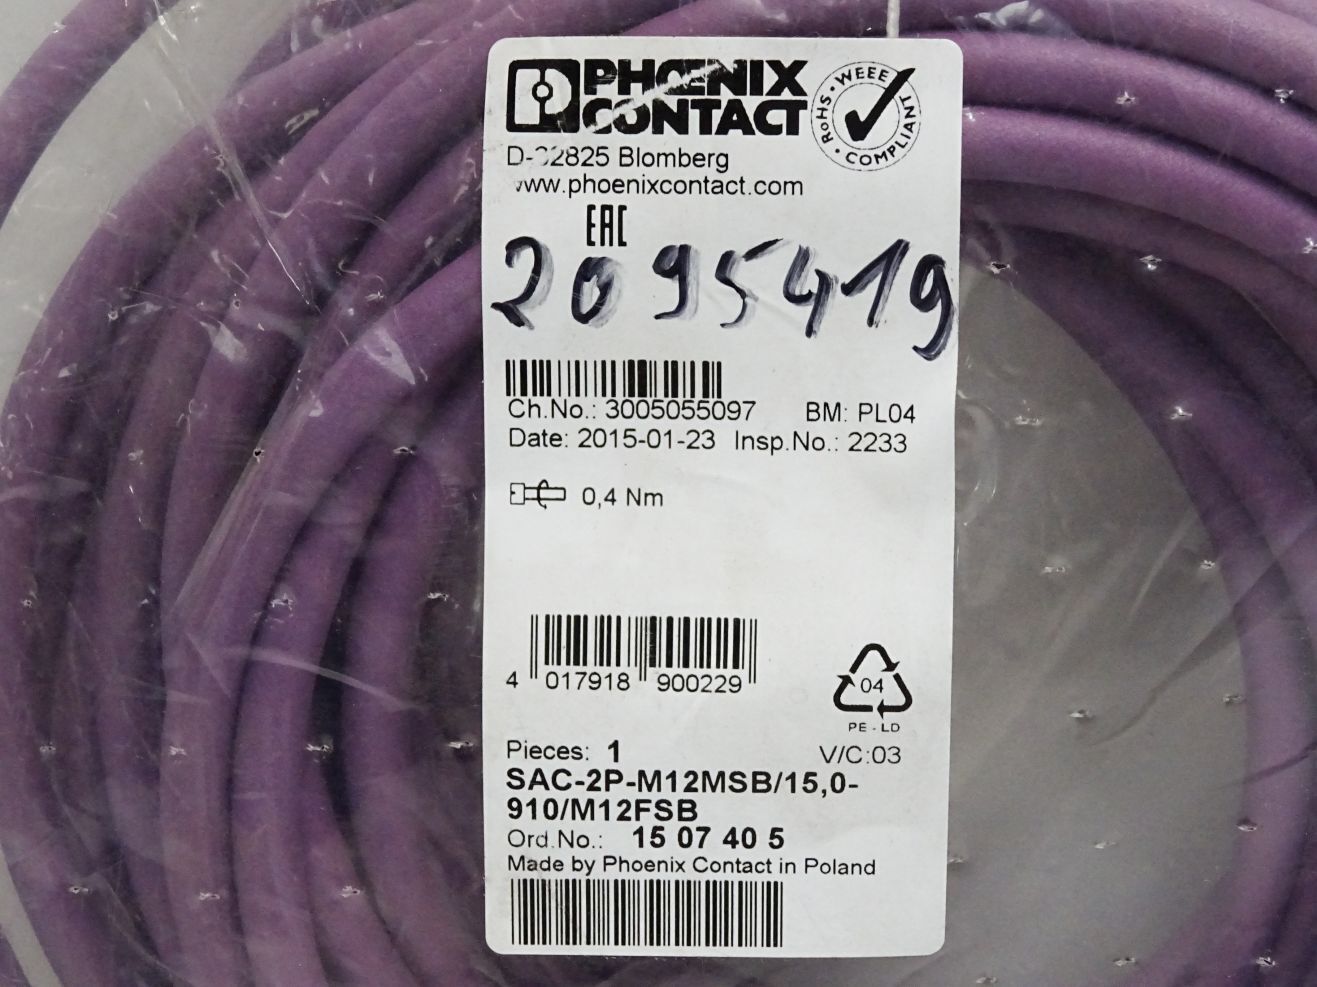 PHOENIX
CONTACT
WEEE • COMPLIANT • RoHS •
D-32825 Blomberg
www.phoenixcontact.com
EAC
2095419
Ch.No.: 3005055097 BM: PL04
Date: 2015-01-23 Insp.No.: 2233
0,4 Nm
4 017918 900229
04
PE-LD
Pieces: 1 V/C:03
SAC-2P-M12MSB/15,0-
910/M12FSB
Ord.No.: 15 07 40 5
Made by Phoenix Contact in Poland